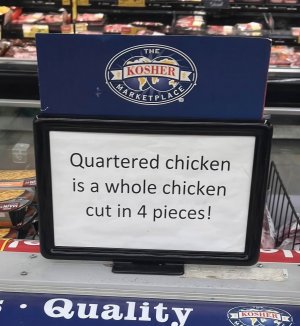 THE
KOSHER
MARKETPLACE
Quartered chicken
is a whole chicken
cut in 4 pieces!
Quality
KOSHER